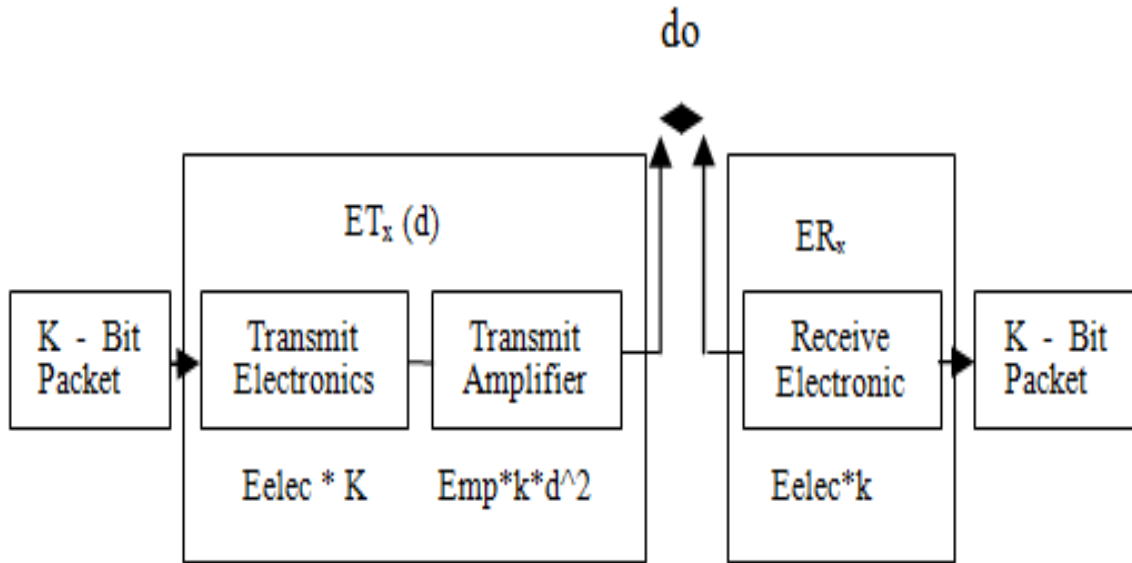 do
ETₓ (d)
ERₓ
K - Bit
Packet
Transmit
Electronics
Transmit
Amplifier
Receive
Electronic
K - Bit
Packet
Eelec * K
Emp*k*d^2
Eelec*k